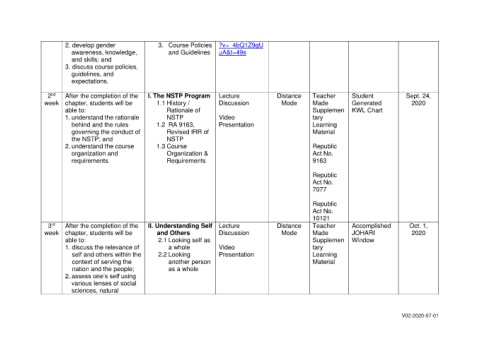 2. develop gender
awareness, knowledge,
and skills; and
3. discuss course policies,
guidelines, and
expectations.
3. Course Policies
and Guidelines
?v=_4bQ1Z9gU
uA&t=49s
2nd
week
After the completion of the
chapter, students will be
able to:
1. understand the rationale
behind and the rules
governing the conduct of
the NSTP; and
2. understand the course
organization and
requirements.
I. The NSTP Program
1.1 History /
Rationale of
NSTP
1.2 RA 9163,
Revised IRR of
NSTP
1.3 Course
Organization &
Requirements
Lecture
Discussion
Video
Presentation
Distance
Mode
Teacher
Made
Supplemen
tary
Learning
Material
Republic
Act No.
9163
Republic
Act No.
7077
Republic
Act No.
10121
Student
Generated
KWL Chart
Sept. 24,
2020
3rd
week
After the completion of the
chapter, students will be
able to:
1. discuss the relevance of
self and others within the
context of serving the
nation and the people;
2. assess one's self using
various lenses of social
sciences, natural
II. Understanding Self
and Others
2.1 Looking self as
a whole
2.2 Looking
another person
as a whole
Lecture
Discussion
Video
Presentation
Distance
Mode
Teacher
Made
Supplemen
tary
Learning
Material
Accomplished
JOHARI
Window
Oct. 1,
2020
V02-2020-07-01